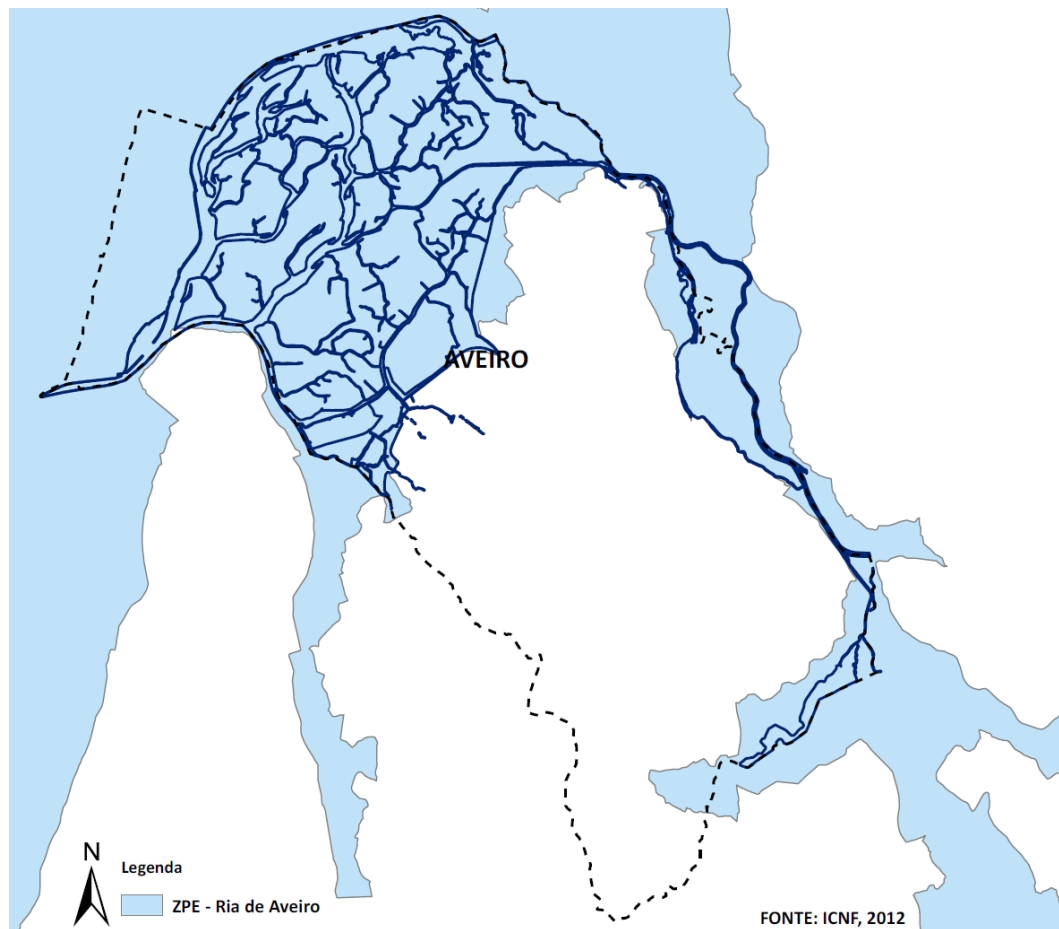 AVEIRO
N
Legenda
ZPE - Ria de Aveiro
FONTE: ICNF, 2012